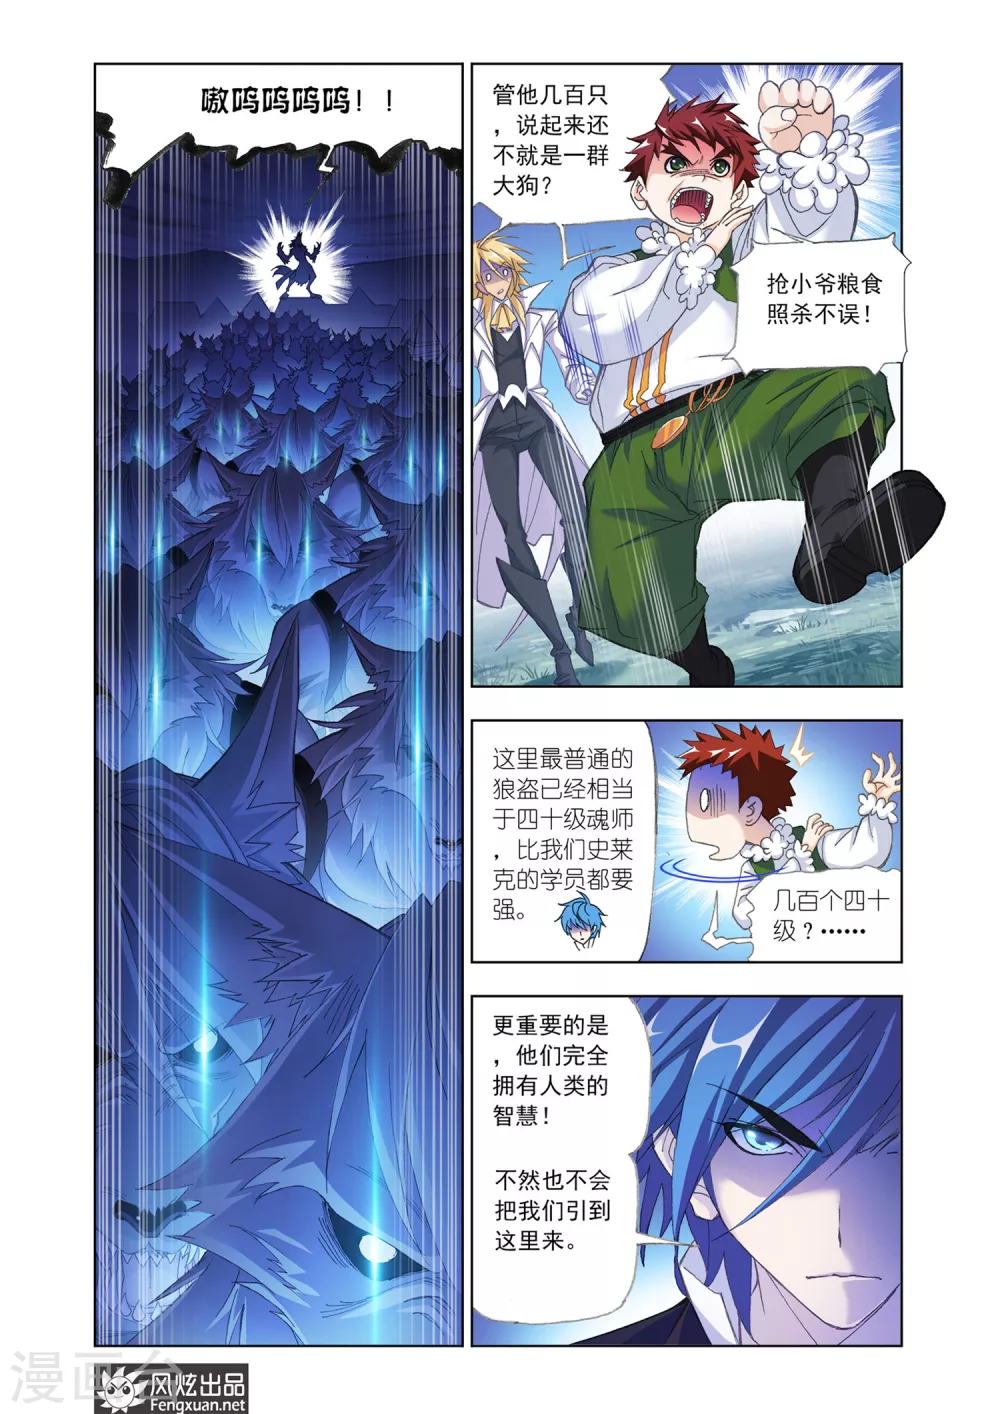 嗷呜呜呜呜！！
管他几百只
，说起来还
不就是一群
大狗？
抢小爷粮食
照杀不误！
这里最普通的
狼盗已经相当
于四十级魂师
，比我们史莱
克的学员都要
强。
几百个四十
级？……
更重要的是
，他们完全
拥有人类的
智慧！
不然也不会
把我们引到
这里来。
漫画台
风炫出品
Fengxuan.net